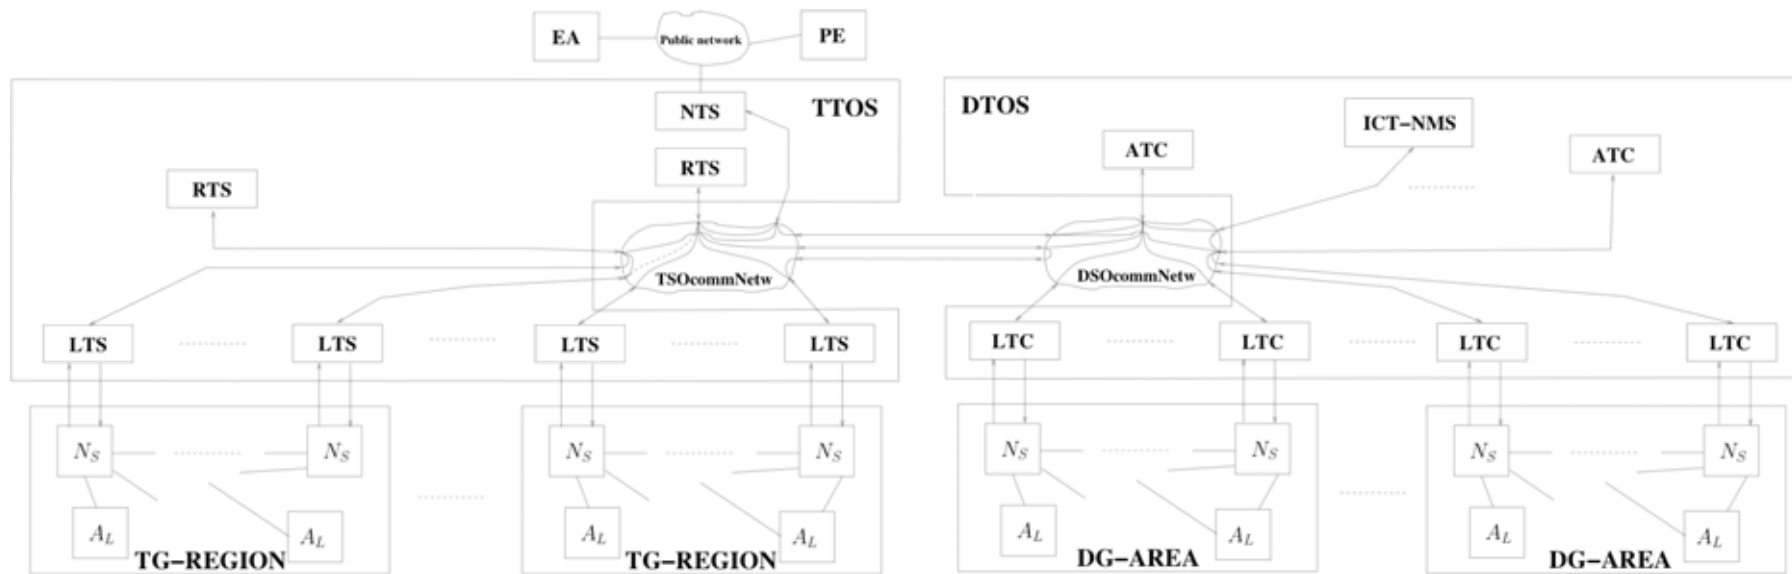 EA
Public network
PE
NTS
TTOS
DTOS
ICT-NMS
ATC
ATC
RTS
RTS
TSOcommNetw
DSOcommNetw
LTS
LTS
LTS
LTS
LTC
LTC
LTC
LTC
N_S
N_S
N_S
N_S
N_S
N_S
N_S
N_S
A_L
A_L
A_L
A_L
A_L
A_L
A_L
A_L
TG-REGION
TG-REGION
DG-AREA
DG-AREA